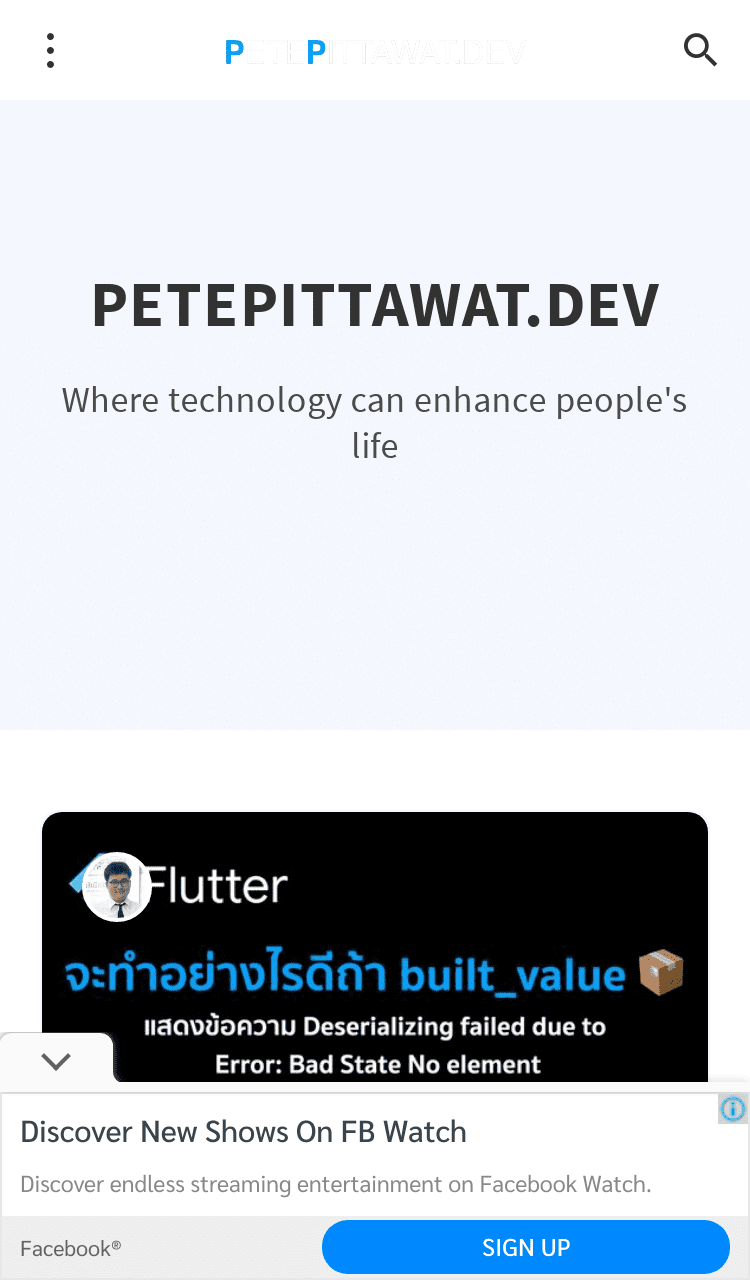 PETEPITTAWAT.DEV
PETEPITTAWAT.DEV
Where technology can enhance people's
life
Flutter
จะทำอย่างไรดีถ้า built_value
แสดงข้อความ Deserializing failed due to
Error: Bad State No element
Discover New Shows On FB Watch
Discover endless streaming entertainment on Facebook Watch.
Facebook®
SIGN UP